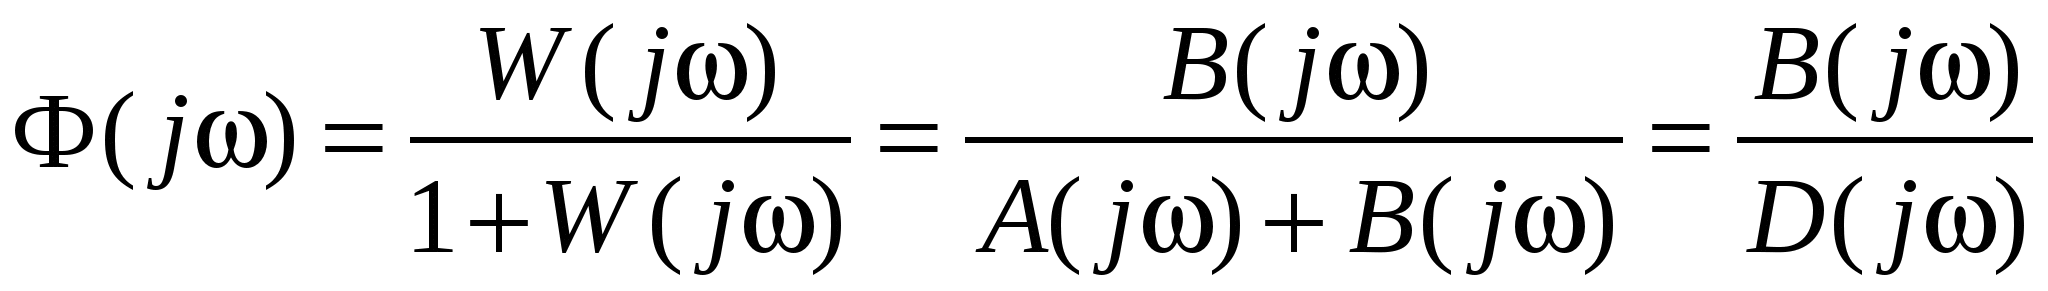 Φ(jω) = W(jω) / (1 + W(jω)) = B(jω) / (A(jω) + B(jω)) = B(jω) / D(jω)